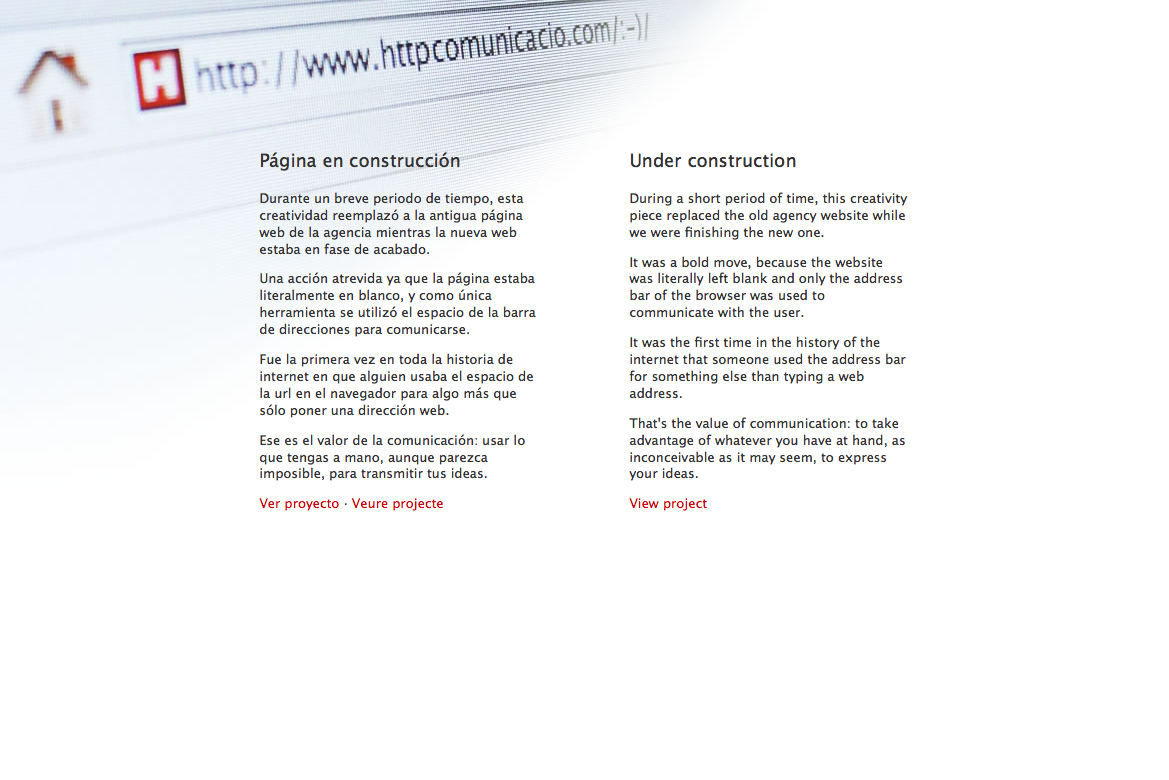 H http://www.httpcomunicacio.com/:-)/
Página en construcción
Durante un breve periodo de tiempo, esta
creatividad reemplazó a la antigua página
web de la agencia mientras la nueva web
estaba en fase de acabado.
Una acción atrevida ya que la página estaba
literalmente en blanco, y como única
herramienta se utilizó el espacio de la barra
de direcciones para comunicarse.
Fue la primera vez en toda la historia de
internet en que alguien usaba el espacio de
la url en el navegador para algo más que
sólo poner una dirección web.
Ese es el valor de la comunicación: usar lo
que tengas a mano, aunque parezca
imposible, para transmitir tus ideas.
Ver proyecto · Veure projecte
Under construction
During a short period of time, this creativity
piece replaced the old agency website while
we were finishing the new one.
It was a bold move, because the website
was literally left blank and only the address
bar of the browser was used to
communicate with the user.
It was the first time in the history of the
internet that someone used the address bar
for something else than typing a web
address.
That's the value of communication: to take
advantage of whatever you have at hand, as
inconceivable as it may seem, to express
your ideas.
View project